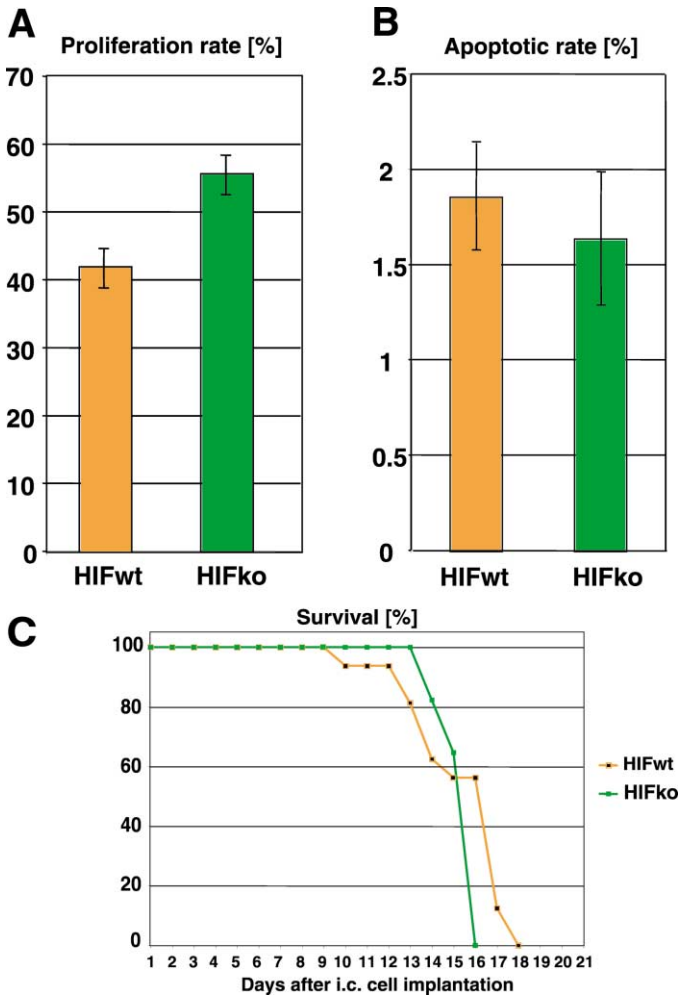 A
Proliferation rate [%]
70
60
50
40
30
20
10
0
HIFwt HIFko
B
Apoptotic rate [%]
2.5
2
1.5
1
0.5
0
HIFwt HIFko
C
Survival [%]
100
80
60
40
20
0
1 2 3 4 5 6 7 8 9 10 11 12 13 14 15 16 17 18 19 20 21
Days after i.c. cell implantation
HIFwt
HIFko